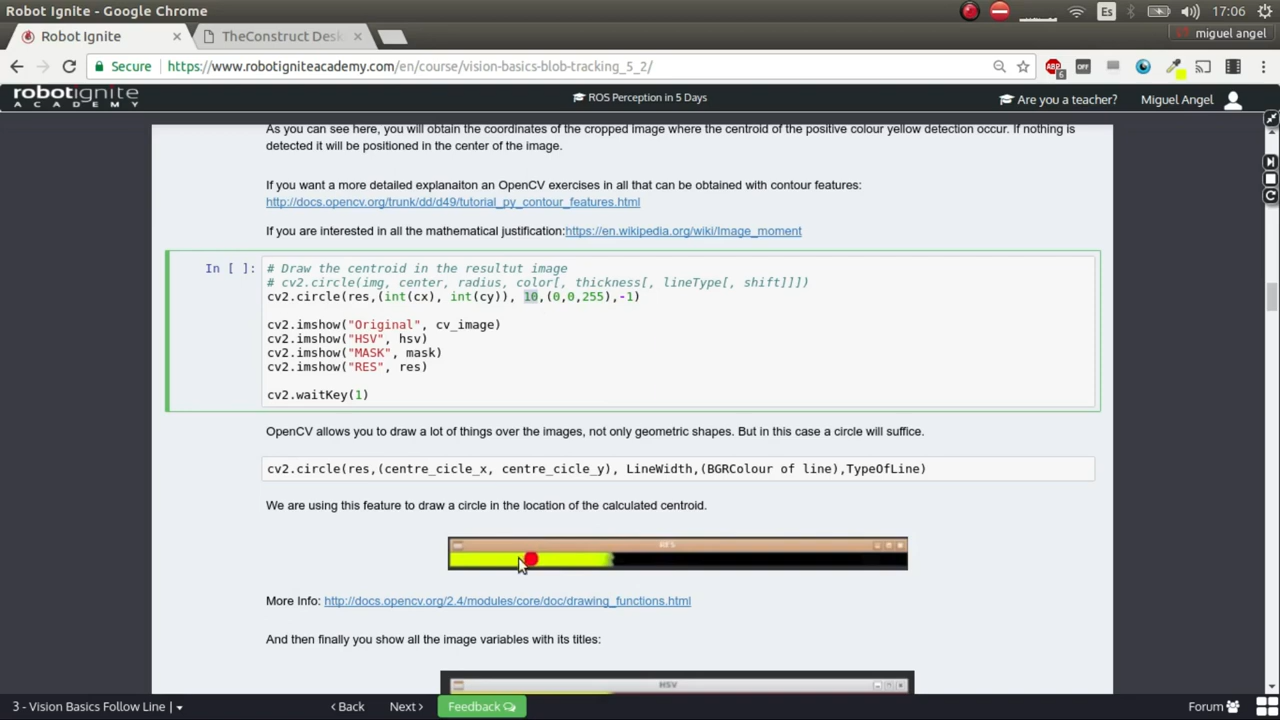 Robot Ignite - Google Chrome
Es
17:06
Robot Ignite
TheConstruct Desk
miguel angel
Secure
https://www.robotigniteacademy.com/en/course/vision-basics-blob-tracking_5_2/
6
OFF
robotignite
ACADEMY
ROS Perception in 5 Days
Are you a teacher?
Miguel Angel
As you can see here, you will obtain the coordinates of the cropped image where the centroid of the positive colour yellow detection occur. If nothing is
detected it will be positioned in the center of the image.
If you want a more detailed explanaiton an OpenCV exercises in all that can be obtained with contour features:
http://docs.opencv.org/trunk/dd/d49/tutorial_py_contour_features.html
If you are interested in all the mathematical justification:https://en.wikipedia.org/wiki/Image_moment
In [ ]:
# Draw the centroid in the resultut image
# cv2.circle(img, center, radius, color[, thickness[, lineType[, shift]]])
cv2.circle(res,(int(cx), int(cy)), 10,(0,0,255),-1)
cv2.imshow("Original", cv_image)
cv2.imshow("HSV", hsv)
cv2.imshow("MASK", mask)
cv2.imshow("RES", res)
cv2.waitKey(1)
OpenCV allows you to draw a lot of things over the images, not only geometric shapes. But in this case a circle will suffice.
cv2.circle(res,(centre_cicle_x, centre_cicle_y), LineWidth,(BGRColour of line),TypeOfLine)
We are using this feature to draw a circle in the location of the calculated centroid.
RES
More Info: http://docs.opencv.org/2.4/modules/core/doc/drawing_functions.html
And then finally you show all the image variables with its titles:
HSV
3 - Vision Basics Follow Line |
Back
Next
Feedback
Forum